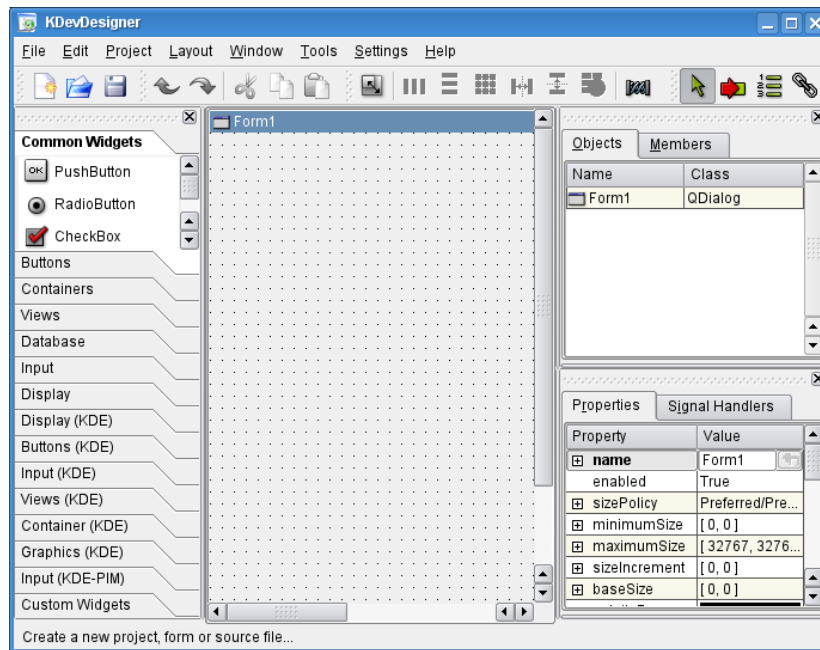 KDevDesigner
File Edit Project Layout Window Tools Settings Help
Common Widgets
OK PushButton
RadioButton
CheckBox
Buttons
Containers
Views
Database
Input
Display
Display (KDE)
Buttons (KDE)
Input (KDE)
Views (KDE)
Container (KDE)
Graphics (KDE)
Input (KDE-PIM)
Custom Widgets
Form1
Objects Members
Name Class
Form1 QDialog
Properties Signal Handlers
Property Value
name Form1
enabled True
sizePolicy Preferred/Pre...
minimumSize [ 0, 0 ]
maximumSize [ 32767, 3276...
sizeIncrement [ 0, 0 ]
baseSize [ 0, 0 ]
Create a new project, form or source file...